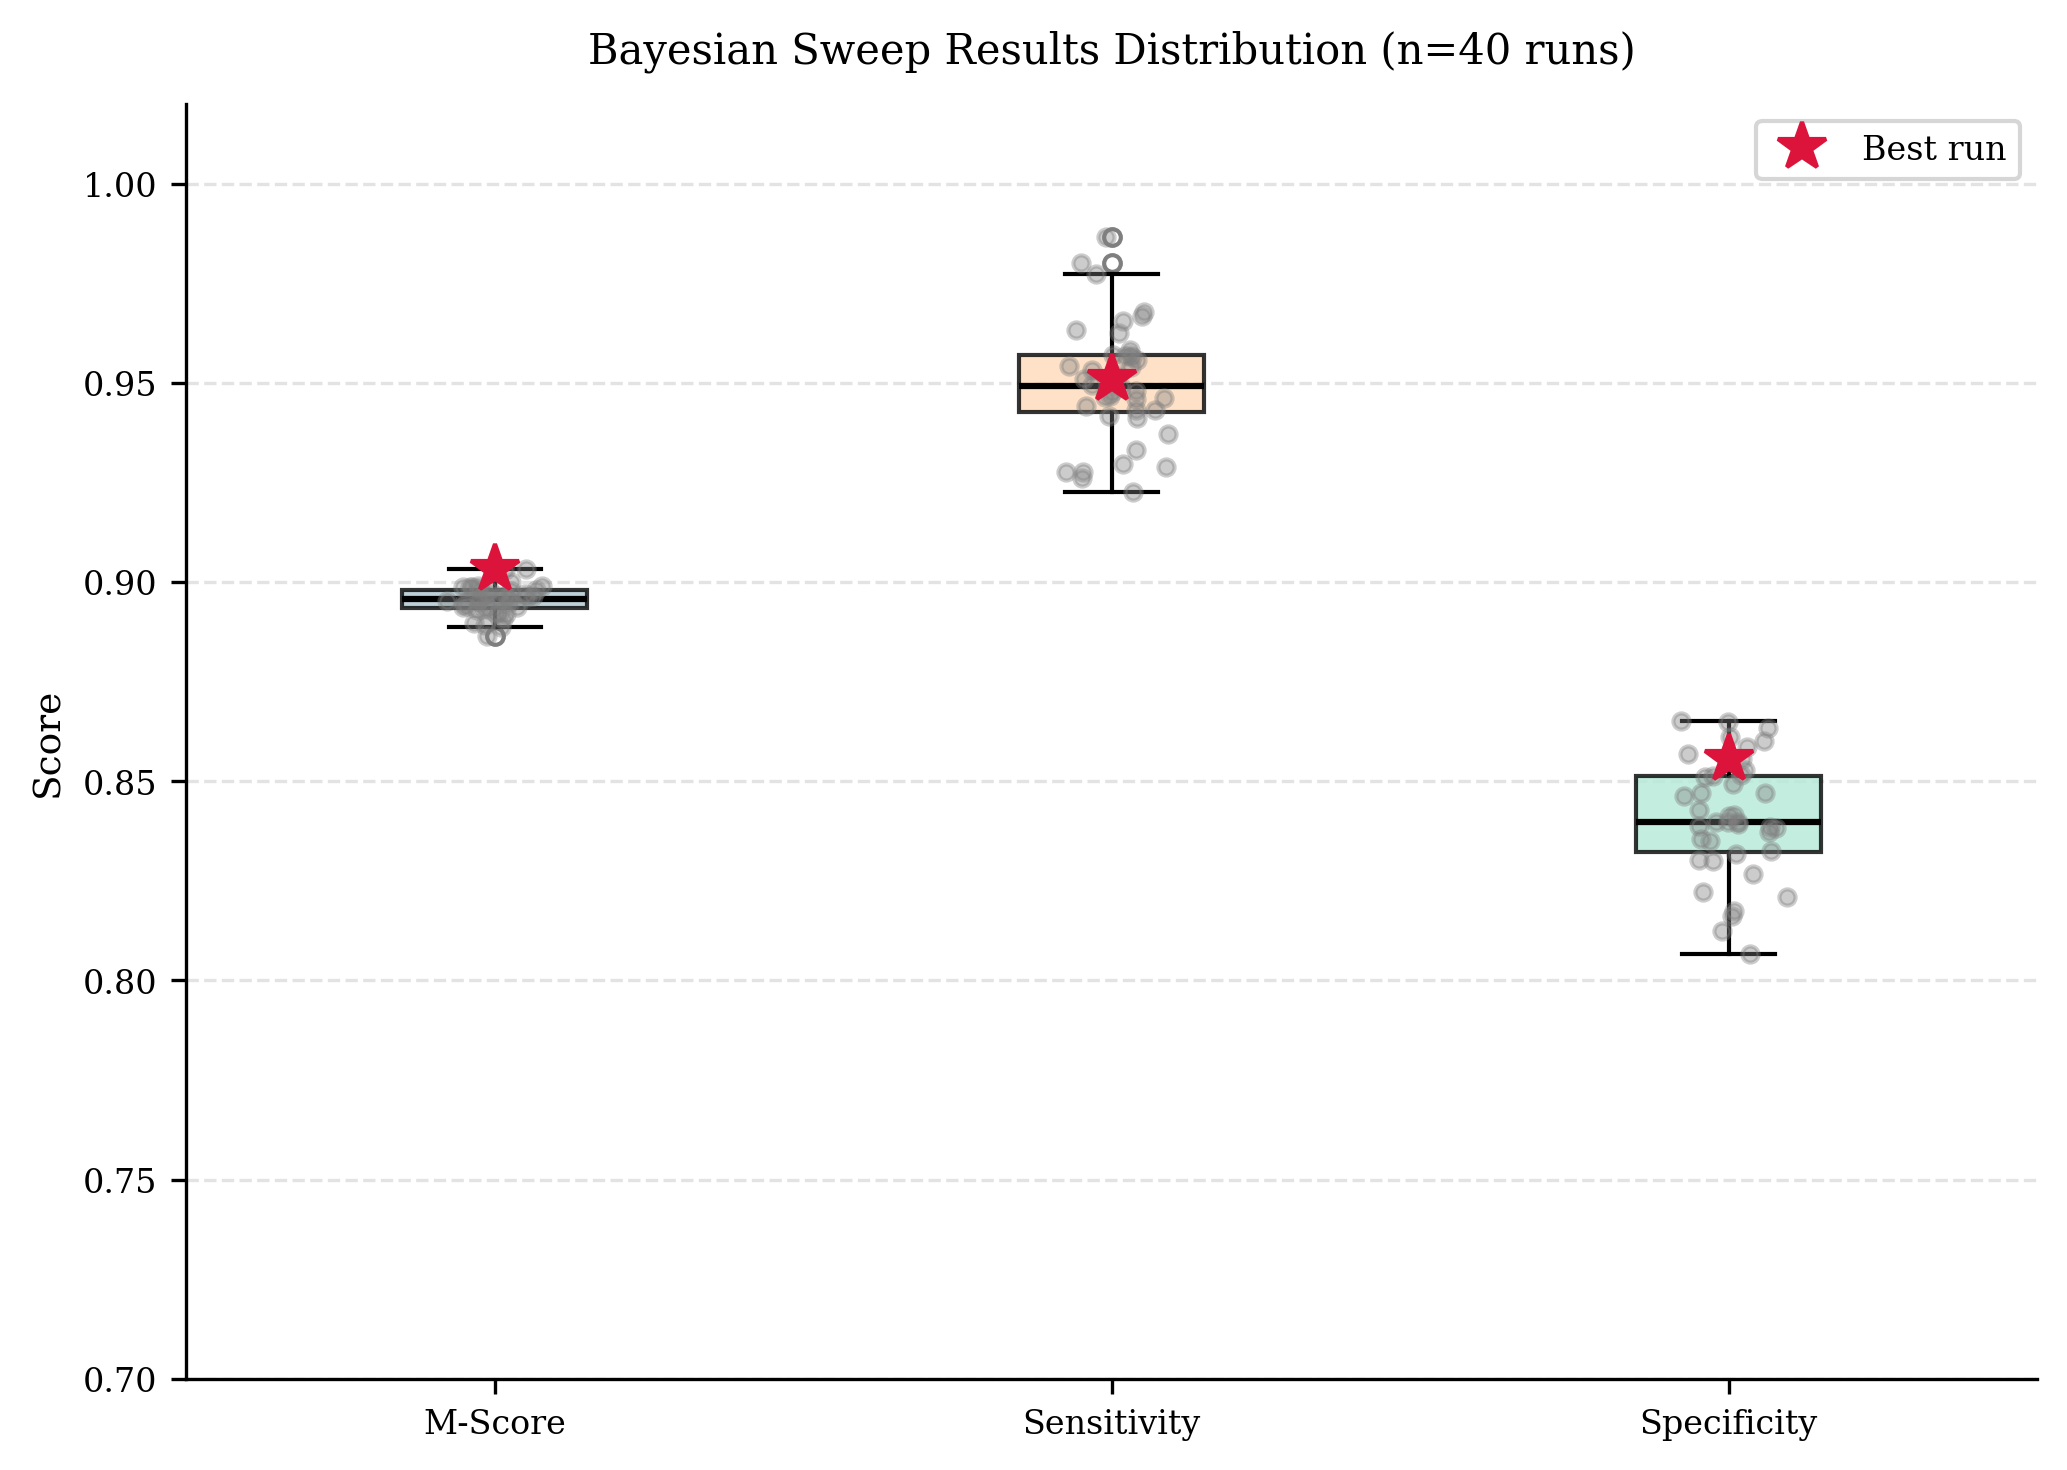 Bayesian Sweep Results Distribution (n=40 runs)
Best run
1.00
0.95
0.90
0.85
0.80
0.75
0.70
Score
M-Score
Sensitivity
Specificity